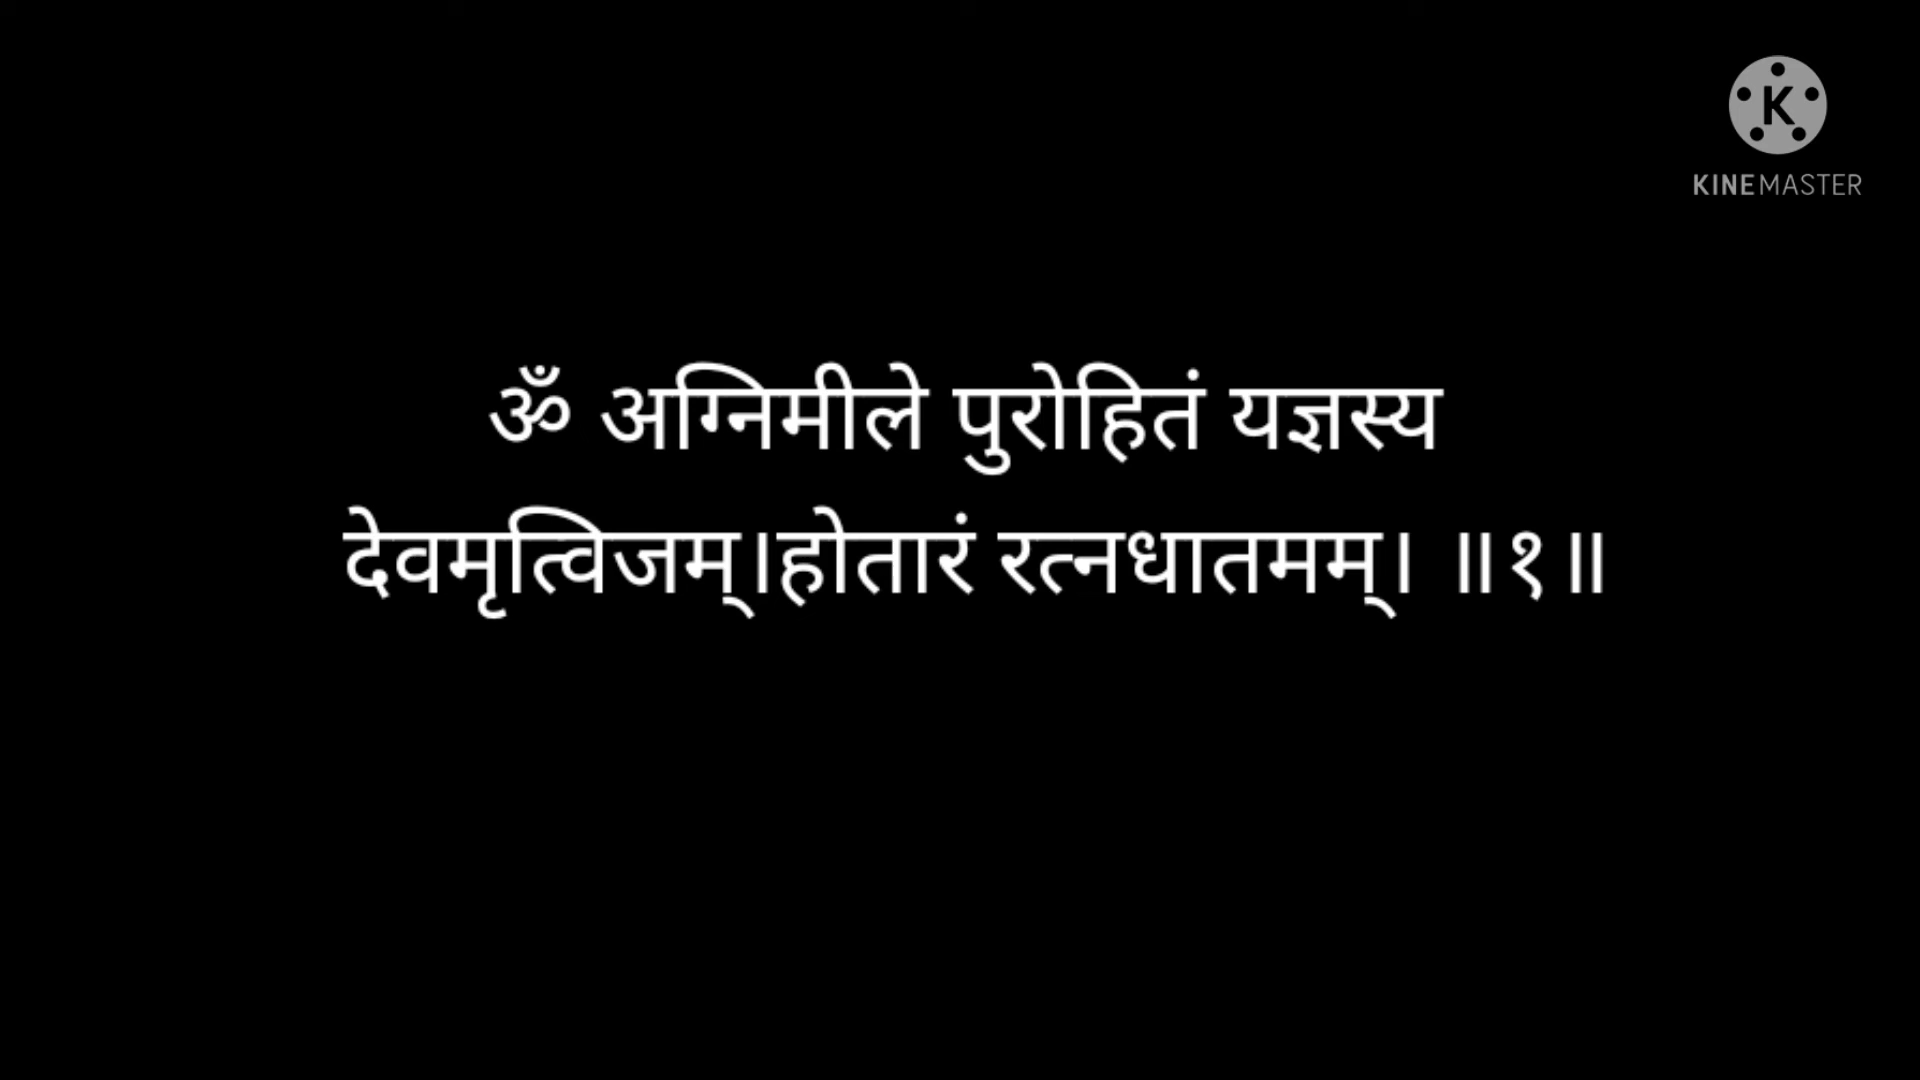 K
KINEMASTER
ॐ अग्निमीले पुरोहितं यज्ञस्य
देवमृत्विजम्।होतारं रत्नधातमम्। ॥१॥